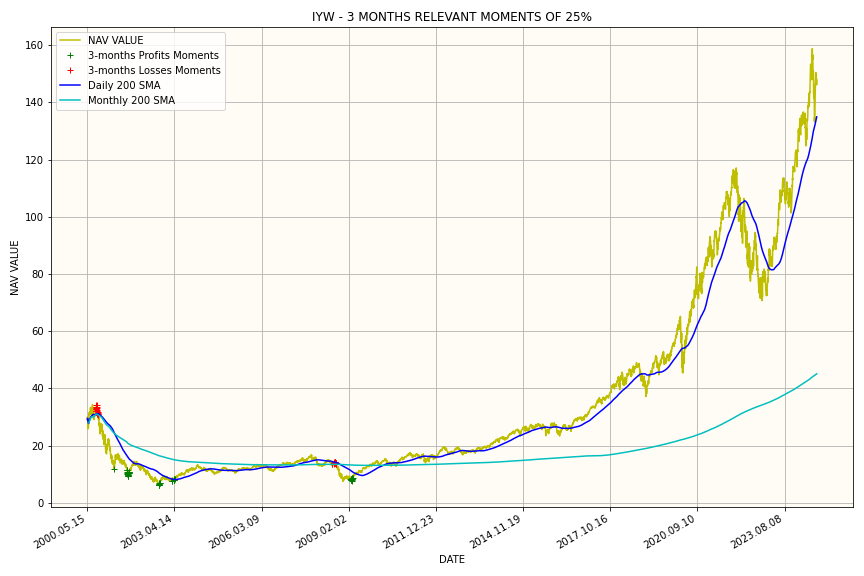 IYW - 3 MONTHS RELEVANT MOMENTS OF 25%
NAV VALUE
3-months Profits Moments
3-months Losses Moments
Daily 200 SMA
Monthly 200 SMA
NAV VALUE
160
140
120
100
80
60
40
20
0
2000.05.15
2003.04.14
2006.03.09
2009.02.02
2011.12.23
2014.11.19
2017.10.16
2020.09.10
2023.08.08
DATE